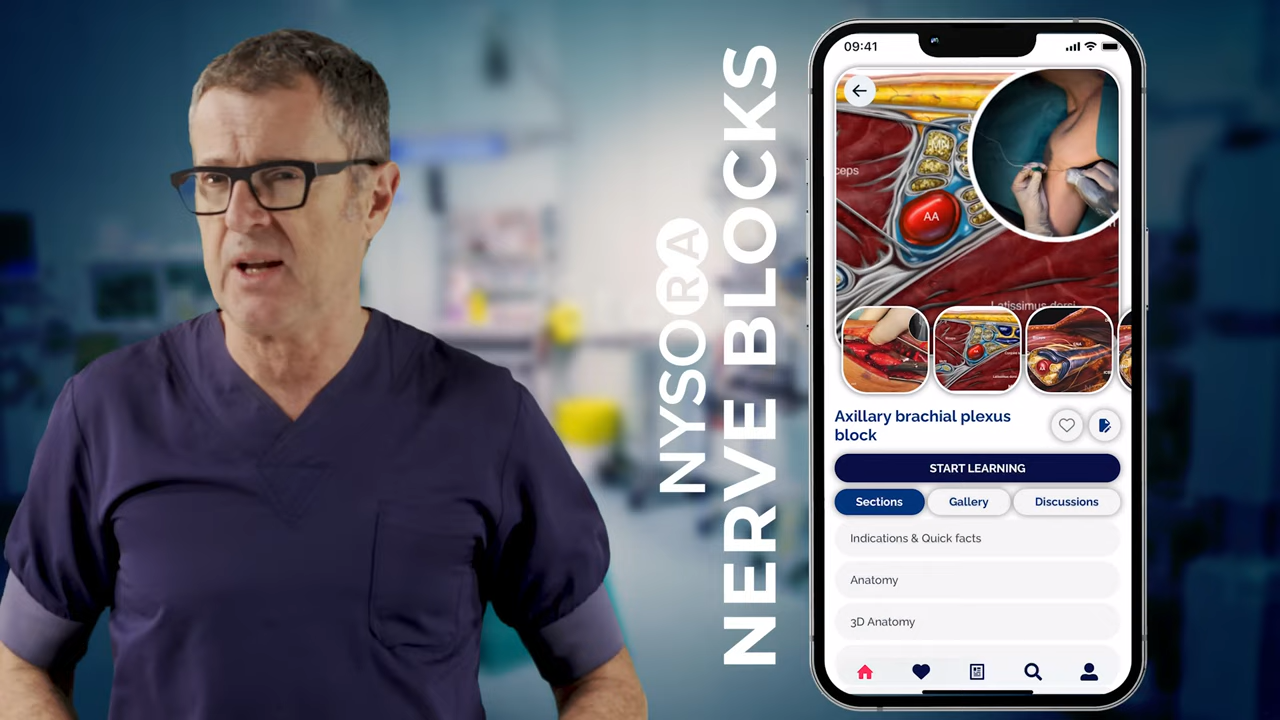 NYSORA
NERVE BLOCKS
09:41
ceps
AA
Latissimus dorsi
Axillary brachial plexus
block
START LEARNING
Sections
Gallery
Discussions
Indications & Quick facts
Anatomy
3D Anatomy